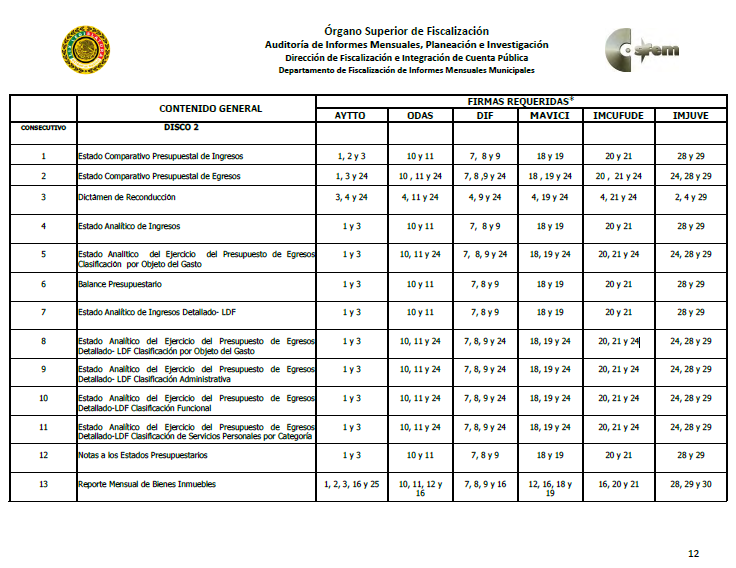 Órgano Superior de Fiscalización
Auditoría de Informes Mensuales, Planeación e Investigación
Dirección de Fiscalización e Integración de Cuenta Pública
Departamento de Fiscalización de Informes Mensuales Municipales
osfem
CONTENIDO GENERAL FIRMAS REQUERIDAS*
AYTTO ODAS DIF MAVICI IMCUFUDE IMJUVE
CONSECUTIVO DISCO 2
1 Estado Comparativo Presupuestal de Ingresos 1, 2 y 3 10 y 11 7, 8 y 9 18 y 19 20 y 21 28 y 29
2 Estado Comparativo Presupuestal de Egresos 1, 3 y 24 10 , 11 y 24 7, 8 ,9 y 24 18 , 19 y 24 20 , 21 y 24 24, 28 y 29
3 Dictámen de Reconducción 3, 4 y 24 4, 11 y 24 4, 9 y 24 4, 19 y 24 4, 21 y 24 2, 4 y 29
4 Estado Analítico de Ingresos 1 y 3 10 y 11 7, 8 y 9 18 y 19 20 y 21 28 y 29
5 Estado Analítico del Ejercicio del Presupuesto de Egresos
Clasificación por Objeto del Gasto 1 y 3 10, 11 y 24 7, 8, 9 y 24 18, 19 y 24 20, 21 y 24 24, 28 y 29
6 Balance Presupuestario 1 y 3 10 y 11 7, 8 y 9 18 y 19 20 y 21 28 y 29
7 Estado Analítico de Ingresos Detallado- LDF 1 y 3 10 y 11 7, 8 y 9 18 y 19 20 y 21 28 y 29
8 Estado Analítico del Ejercicio del Presupuesto de Egresos
Detallado- LDF Clasificación por Objeto del Gasto 1 y 3 10, 11 y 24 7, 8, 9 y 24 18, 19 y 24 20, 21 y 24 24, 28 y 29
9 Estado Analítico del Ejercicio del Presupuesto de Egresos
Detallado- LDF Clasificación Administrativa 1 y 3 10, 11 y 24 7, 8, 9 y 24 18, 19 y 24 20, 21 y 24 24, 28 y 29
10 Estado Analítico del Ejercicio del Presupuesto de Egresos
Detallado-LDF Clasificación Funcional 1 y 3 10, 11 y 24 7, 8, 9 y 24 18, 19 y 24 20, 21 y 24 24, 28 y 29
11 Estado Analítico del Ejercicio del Presupuesto de Egresos
Detallado-LDF Clasificación de Servicios Personales por Categoría 1 y 3 10, 11 y 24 7, 8, 9 y 24 18, 19 y 24 20, 21 y 24 24, 28 y 29
12 Notas a los Estados Presupuestarios 1 y 3 10 y 11 7, 8 y 9 18 y 19 20 y 21 28 y 29
13 Reporte Mensual de Bienes Inmuebles 1, 2, 3, 16 y 25 10, 11, 12 y 16 7, 8, 9 y 16 12, 16, 18 y 19 16, 20 y 21 28, 29 y 30
12